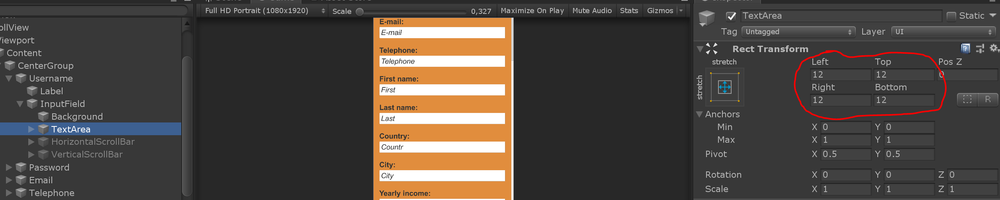 Full HD Portrait (1080x1920)
Scale
0,327
Maximize On Play
Mute Audio
Stats
Gizmos
Content
CenterGroup
Username
Label
InputField
Background
TextArea
HorizontalScrollBar
VerticalScrollBar
Password
Email
Telephone
E-mail:
E-mail
Telephone:
Telephone
First name:
First
Last name:
Last
Country:
Countr
City:
City
Yearly income:
TextArea
Static
Tag
Untagged
Layer
UI
Rect Transform
stretch
stretch
Left
Top
Pos Z
12
12
0
Right
Bottom
12
12
R
Anchors
Min
X 0
Y 0
Max
X 1
Y 1
Pivot
X 0.5
Y 0.5
Rotation
X 0
Y 0
Z 0
Scale
X 1
Y 1
Z 1